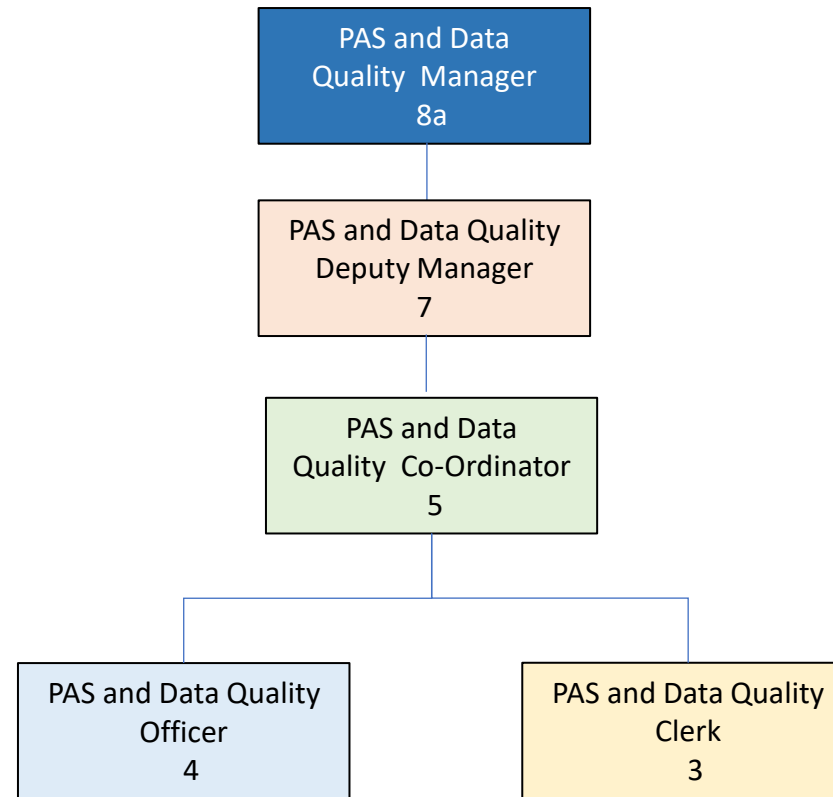 PAS and Data
Quality  Manager
8a
PAS and Data Quality
Deputy Manager
7
PAS and Data
Quality  Co-Ordinator
5
PAS and Data Quality
Officer
4
PAS and Data Quality
Clerk
3